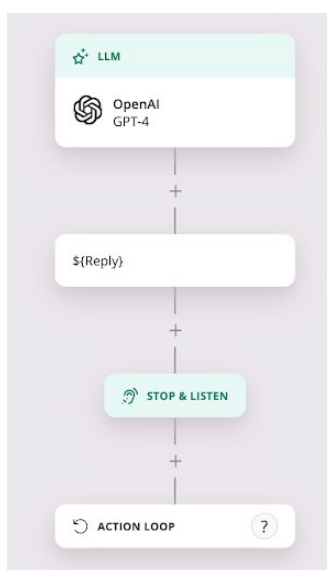 LLM
OpenAI
GPT-4
+
${Reply}
+
STOP & LISTEN
+
ACTION LOOP
?